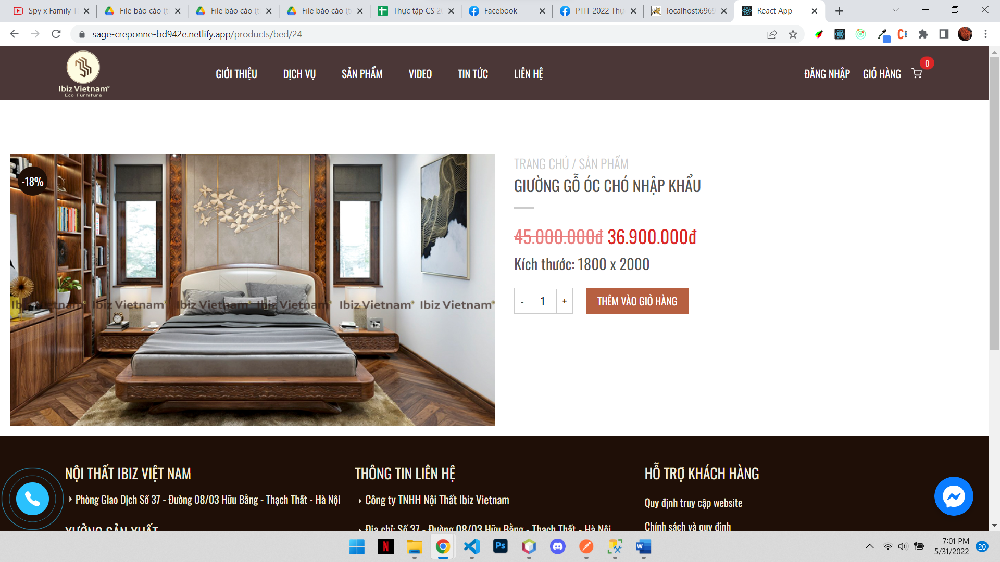 Spy x Family T
File báo cáo (t
File báo cáo (t
File báo cáo (t
Thực tập CS 20
Facebook
PTIT 2022 Thự
localhost:6969
React App
sage-creponne-bd942e.netlify.app/products/bed/24
Ibiz Vietnam®
Eco Furniture
GIỚI THIỆU
DỊCH VỤ
SẢN PHẨM
VIDEO
TIN TỨC
LIÊN HỆ
ĐĂNG NHẬP
GIỎ HÀNG
0
-18%
Ibiz Vietnam® Ibiz Vietnam® Ibiz Vietnam® Ibiz Vietnam® Ibiz Vietnam® Ibiz Vietnam®
TRANG CHỦ / SẢN PHẨM
GIƯỜNG GỖ ÓC CHÓ NHẬP KHẨU
45.000.000đ 36.900.000đ
Kích thước: 1800 x 2000
- 1 +
THÊM VÀO GIỎ HÀNG
NỘI THẤT IBIZ VIỆT NAM
Phòng Giao Dịch Số 37 - Đường 08/03 Hữu Bằng - Thạch Thất - Hà Nội
XƯỞNG SẢN XUẤT
THÔNG TIN LIÊN HỆ
Công ty TNHH Nội Thất Ibiz Vietnam
Địa chỉ: Số 37 - Đường 08/03 Hữu Bằng - Thạch Thất - Hà Nội
HỖ TRỢ KHÁCH HÀNG
Quy định truy cập website
Chính sách và quy định
N
Ps
W
7:01 PM
5/31/2022
20